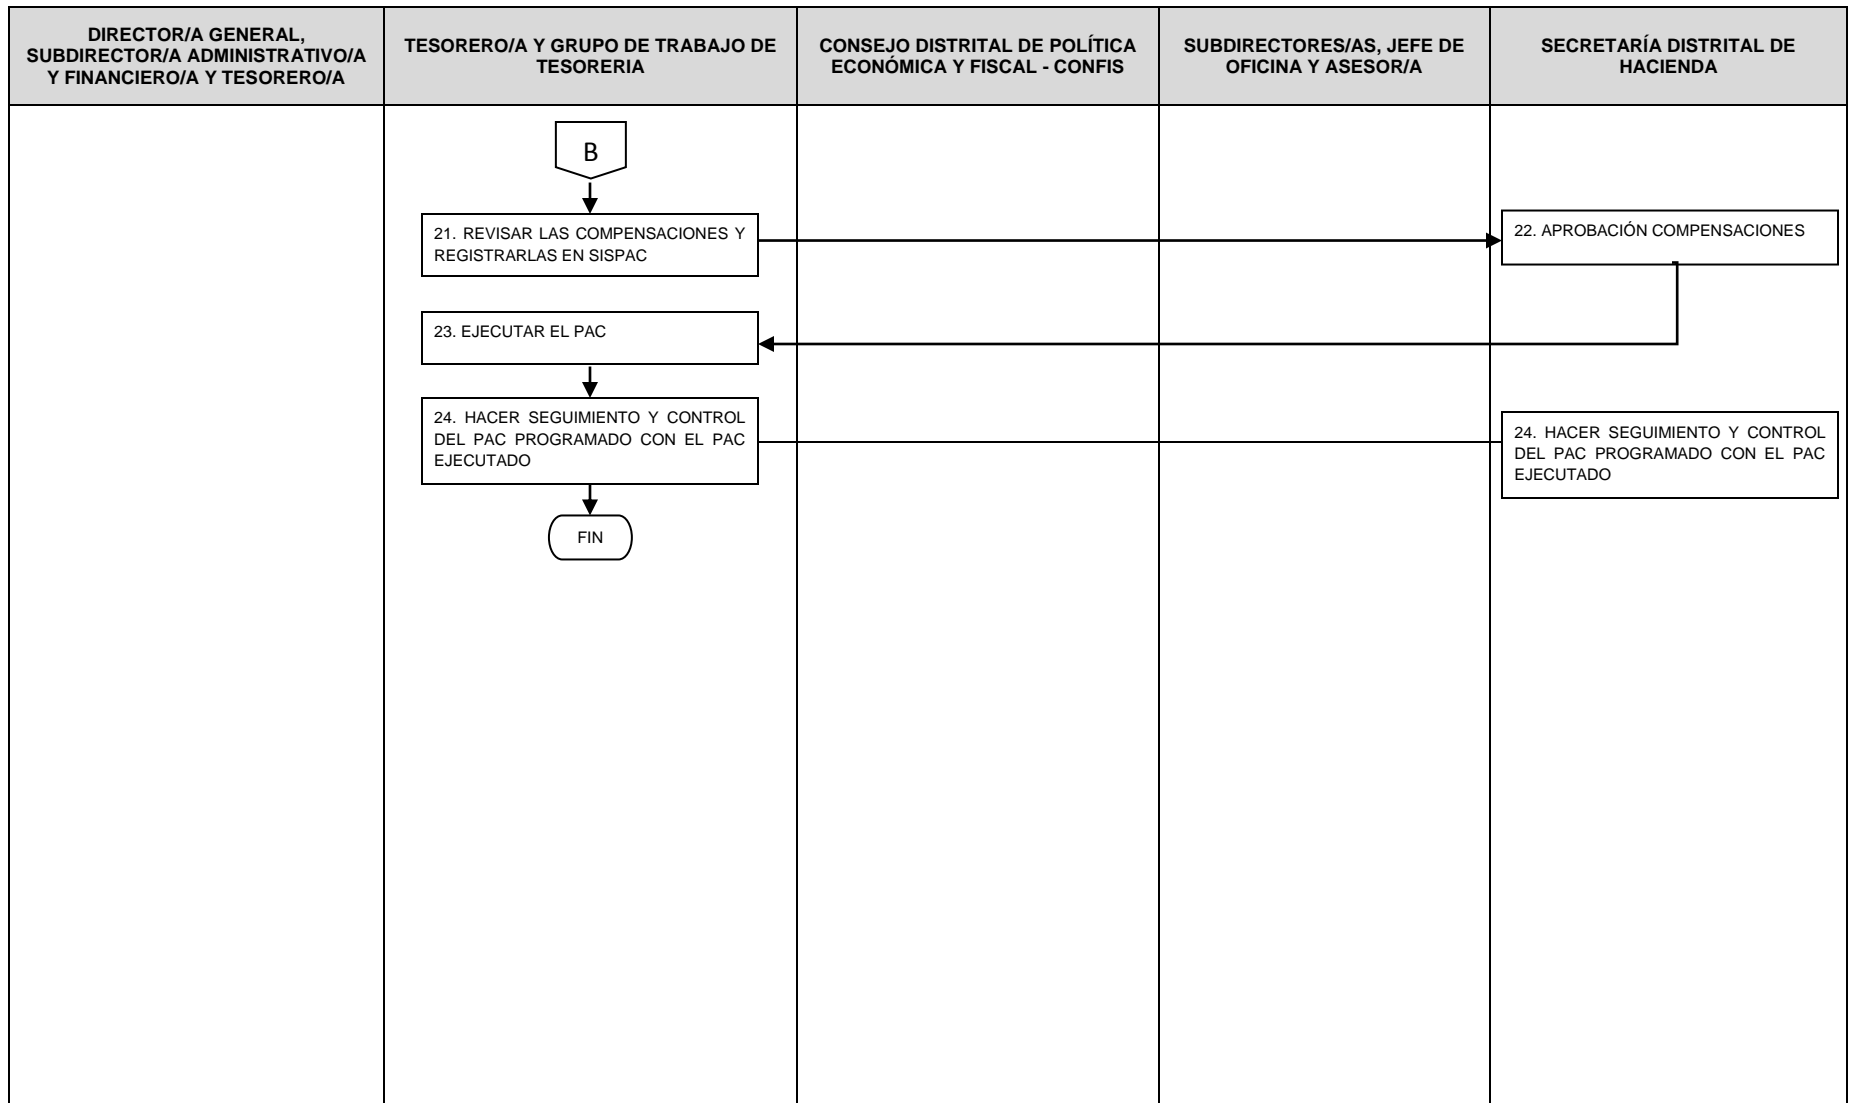 DIRECTOR/A GENERAL,
SUBDIRECTOR/A ADMINISTRATIVO/A
Y FINANCIERO/A Y TESORERO/A
TESORERO/A Y GRUPO DE TRABAJO DE
TESORERIA
CONSEJO DISTRITAL DE POLÍTICA
ECONÓMICA Y FISCAL - CONFIS
SUBDIRECTORES/AS, JEFE DE
OFICINA Y ASESOR/A
SECRETARÍA DISTRITAL DE
HACIENDA
B
21. REVISAR LAS COMPENSACIONES Y
REGISTRARLAS EN SISPAC
22. APROBACIÓN COMPENSACIONES
23. EJECUTAR EL PAC
24. HACER SEGUIMIENTO Y CONTROL
DEL PAC PROGRAMADO CON EL PAC
EJECUTADO
24. HACER SEGUIMIENTO Y CONTROL
DEL PAC PROGRAMADO CON EL PAC
EJECUTADO
FIN